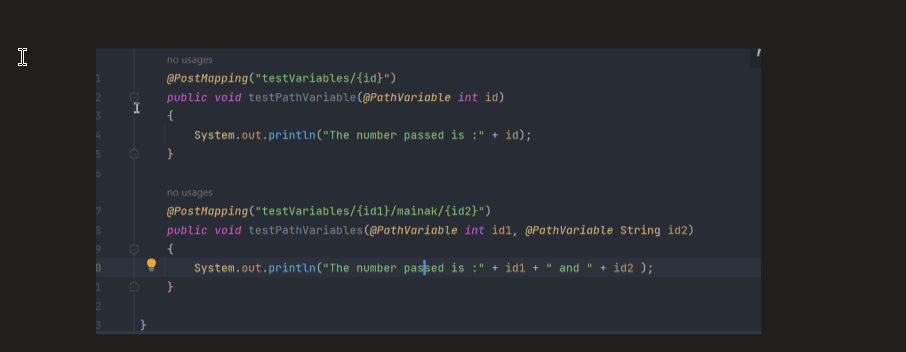 no usages
1 @PostMapping("testVariables/{id}")
2 public void testPathVariable(@PathVariable int id)
3 {
4 System.out.println("The number passed is :" + id);
5 }
6
no usages
7 @PostMapping("testVariables/{id1}/mainak/{id2}")
8 public void testPathVariables(@PathVariable int id1, @PathVariable String id2)
9 {
0 System.out.println("The number passed is :" + id1 + " and " + id2 );
1 }
2
3 }